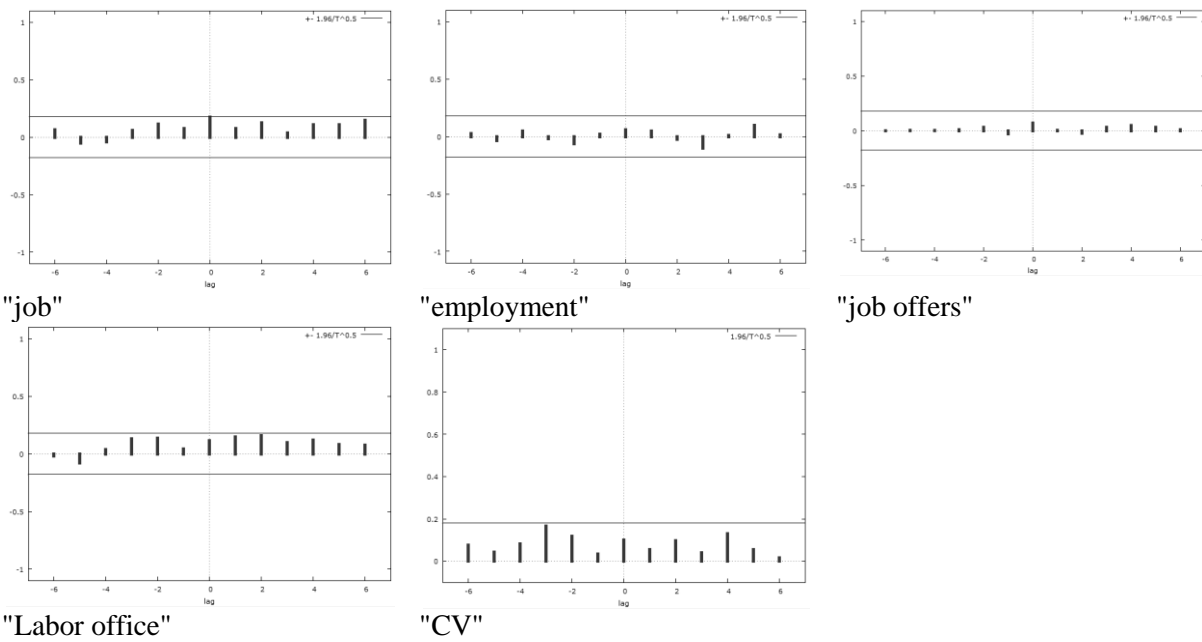 +- 1.96/T^0.5
1
0.5
0
-0.5
-1
-6 -4 -2 0 2 4 6
lag
"job"
+- 1.96/T^0.5
1
0.5
0
-0.5
-1
-6 -4 -2 0 2 4 6
lag
"employment"
+- 1.96/T^0.5
1
0.5
0
-0.5
-1
-6 -4 -2 0 2 4 6
lag
"job offers"
+- 1.96/T^0.5
1
0.5
0
-0.5
-1
-6 -4 -2 0 2 4 6
lag
"Labor office"
1.96/T^0.5
1
0.8
0.6
0.4
0.2
0
-6 -4 -2 0 2 4 6
lag
"CV"